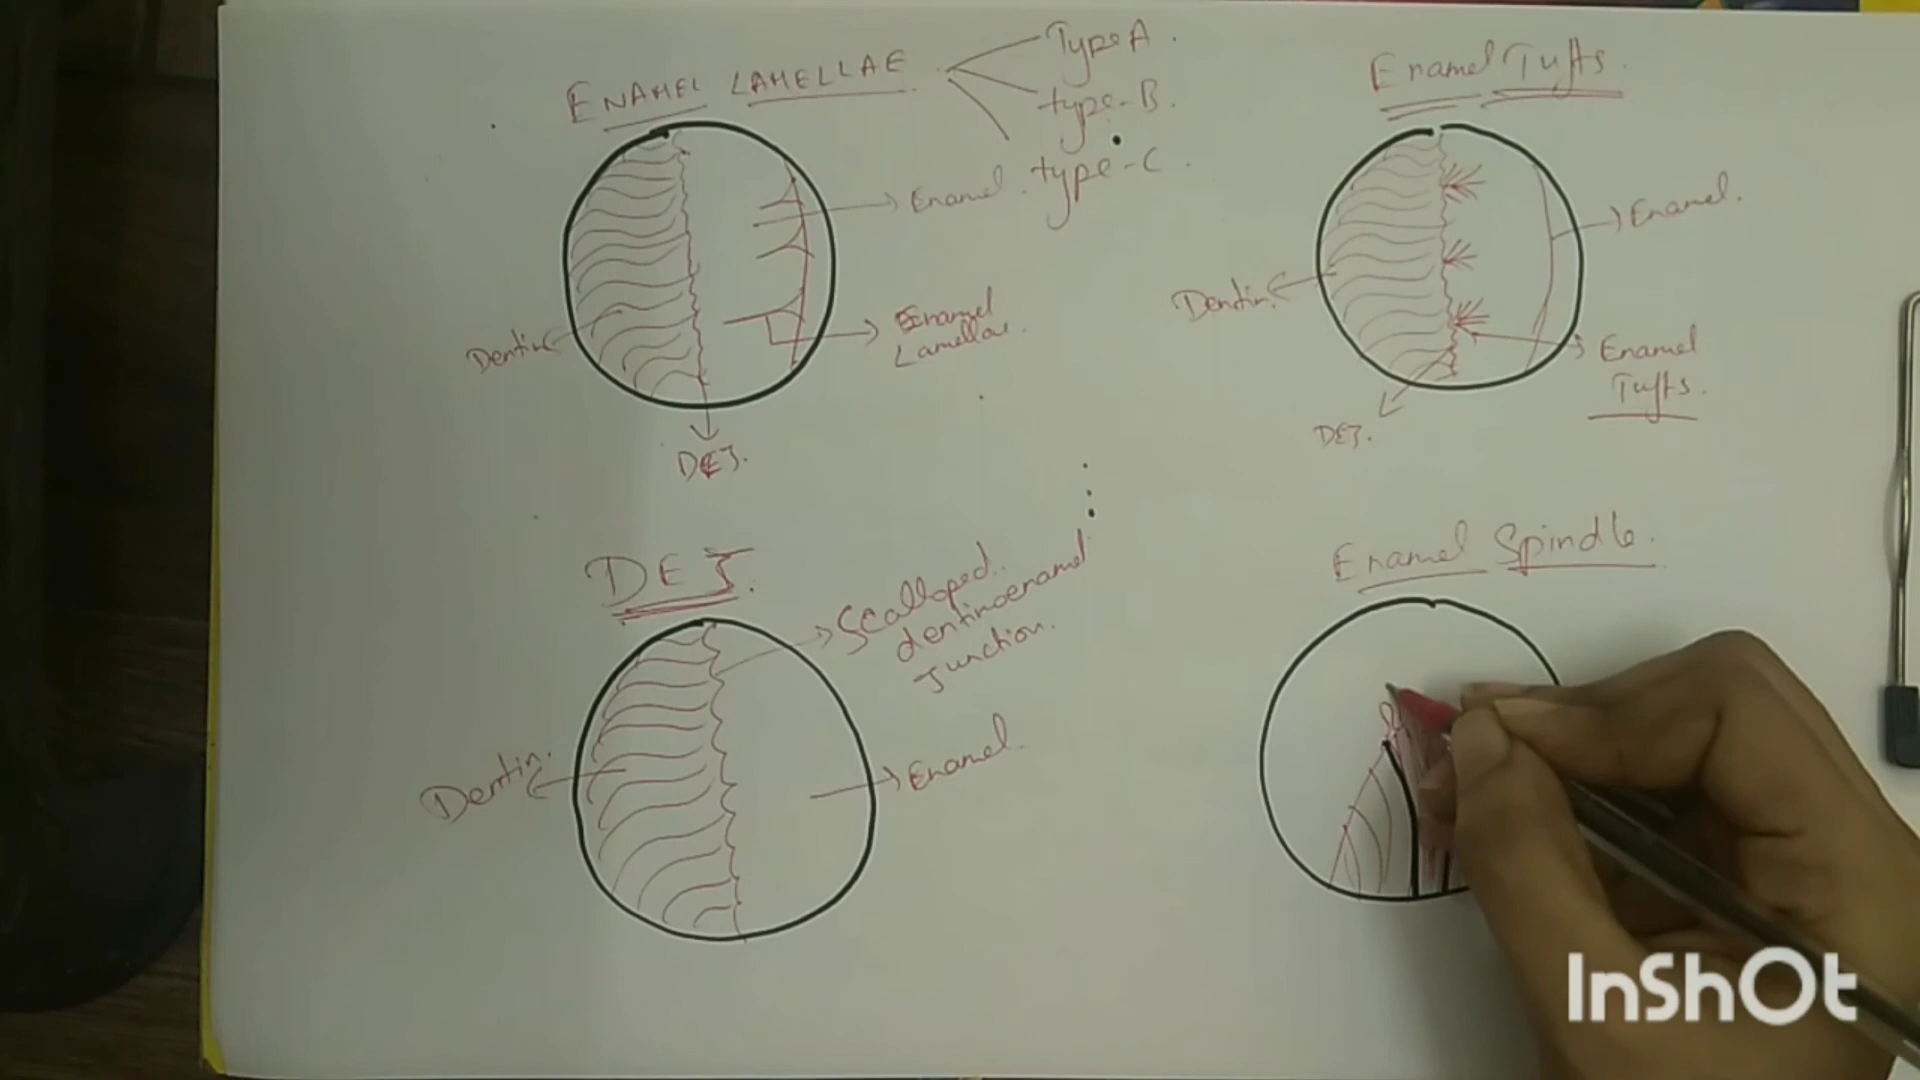 ENAMEL LAMELLAE
Type A.
type-B.
type-C.
Enamel.
Enamel
Lamellae.
Dentin
DEJ.
Enamel Tufts.
Enamel.
Dentin.
Enamel
Tufts.
DEJ.
DEJ.
Scalloped.
dentinoenamel
Junction.
Dentin.
Enamel.
Enamel Spindle.
InShOt